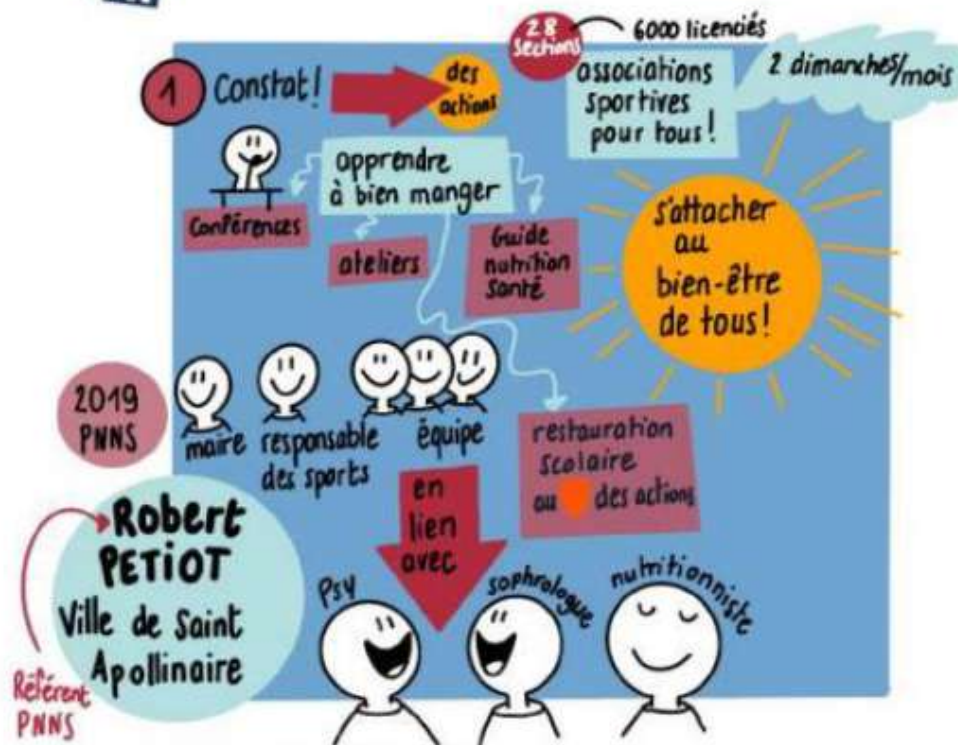 28
sections
6000 licenciés
1
Constat!
des
actions
associations
sportives
pour tous!
2 dimanches/mois
apprendre
à bien manger
Conférences
ateliers
Guide
nutrition
santé
s'attacher
au
bien-être
de tous!
2019
PNNS
maire
responsable
des sports
équipe
restauration
scolaire
au des actions
en
lien
avec
Robert
PETIOT
Ville de Saint
Apollinaire
Référent
PNNS
Psy
sophrologue
nutritionniste